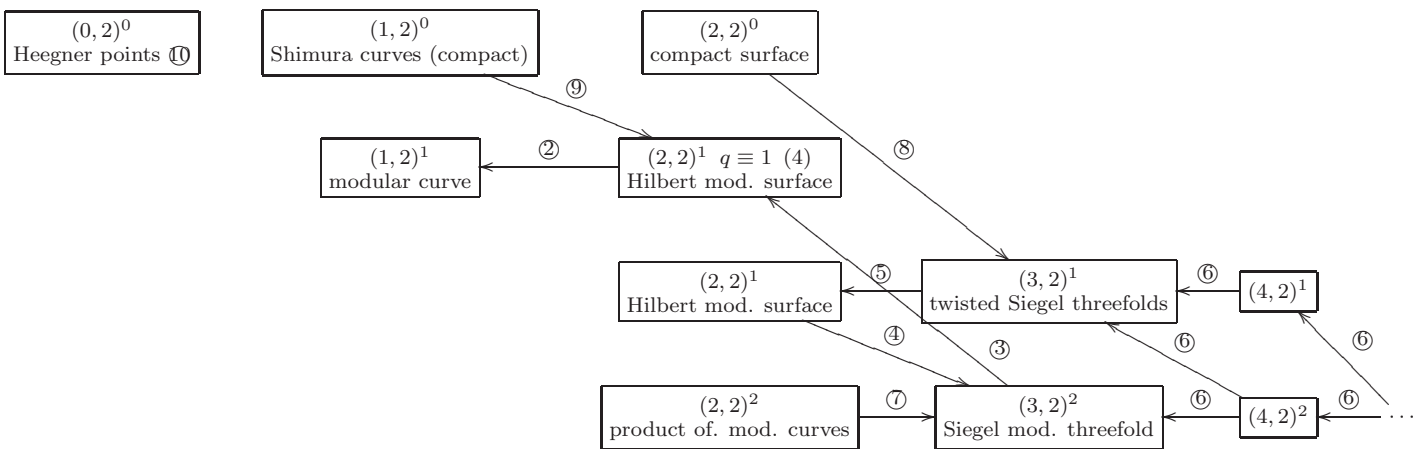 (0, 2)⁰
Heegner points ⑩
(1, 2)⁰
Shimura curves (compact)
(2, 2)⁰
compact surface
⑨
⑧
(1, 2)¹
modular curve
②
(2, 2)¹ q ≡ 1 (4)
Hilbert mod. surface
(2, 2)¹
Hilbert mod. surface
⑤
(3, 2)¹
twisted Siegel threefolds
⑥
(4, 2)¹
④
③
⑥
⑥
(2, 2)²
product of. mod. curves
⑦
(3, 2)²
Siegel mod. threefold
⑥
(4, 2)²
⑥
· · ·